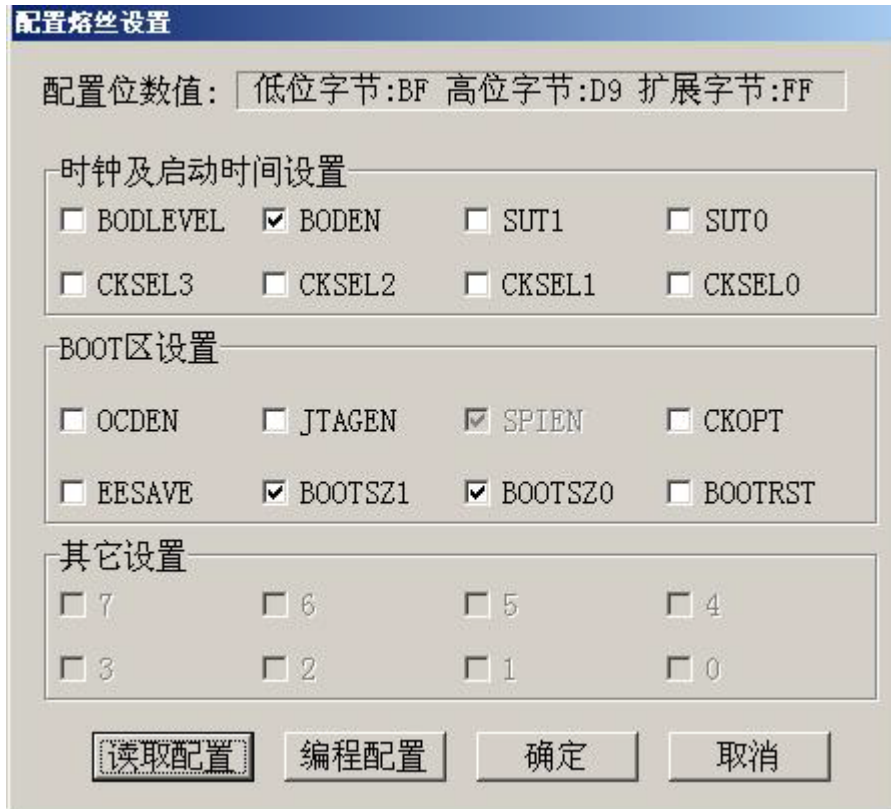 配置熔丝设置
配置位数值: 低位字节:BF 高位字节:D9 扩展字节:FF
时钟及启动时间设置
BODLEVEL BODEN SUT1 SUT0
CKSEL3 CKSEL2 CKSEL1 CKSEL0
BOOT区设置
OCDEN JTAGEN SPIEN CKOPT
EESAVE BOOTSZ1 BOOTSZ0 BOOTRST
其它设置
7 6 5 4
3 2 1 0
读取配置 编程配置 确定 取消